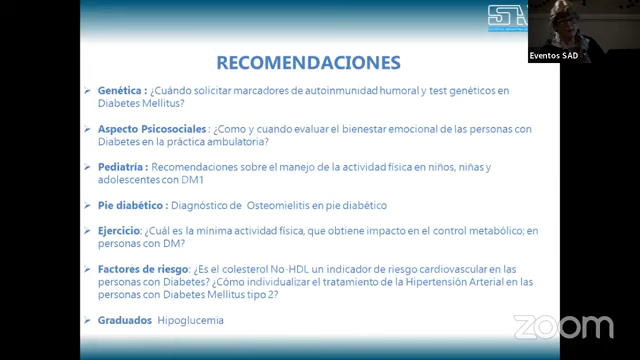 SAD
Eventos SAD
RECOMENDACIONES
Genética : ¿Cuándo solicitar marcadores de autoinmunidad humoral y test genéticos en
Diabetes Mellitus?
Aspecto Psicosociales : ¿Como y cuando evaluar el bienestar emocional de las personas con
Diabetes en la práctica ambulatoria?
Pediatría : Recomendaciones sobre el manejo de la actividad física en niños, niñas y
adolescentes con DM1
Pie diabético : Diagnóstico de Osteomielitis en pie diabético
Ejercicio: ¿Cuál es la mínima actividad física, que obtiene impacto en el control metabólico; en
personas con DM?
Factores de riesgo: ¿Es el colesterol No-HDL un indicador de riesgo cardiovascular en las
personas con Diabetes? ¿Cómo individualizar el tratamiento de la Hipertensión Arterial en las
personas con Diabetes Mellitus tipo 2?
Graduados Hipoglucemia
zoom